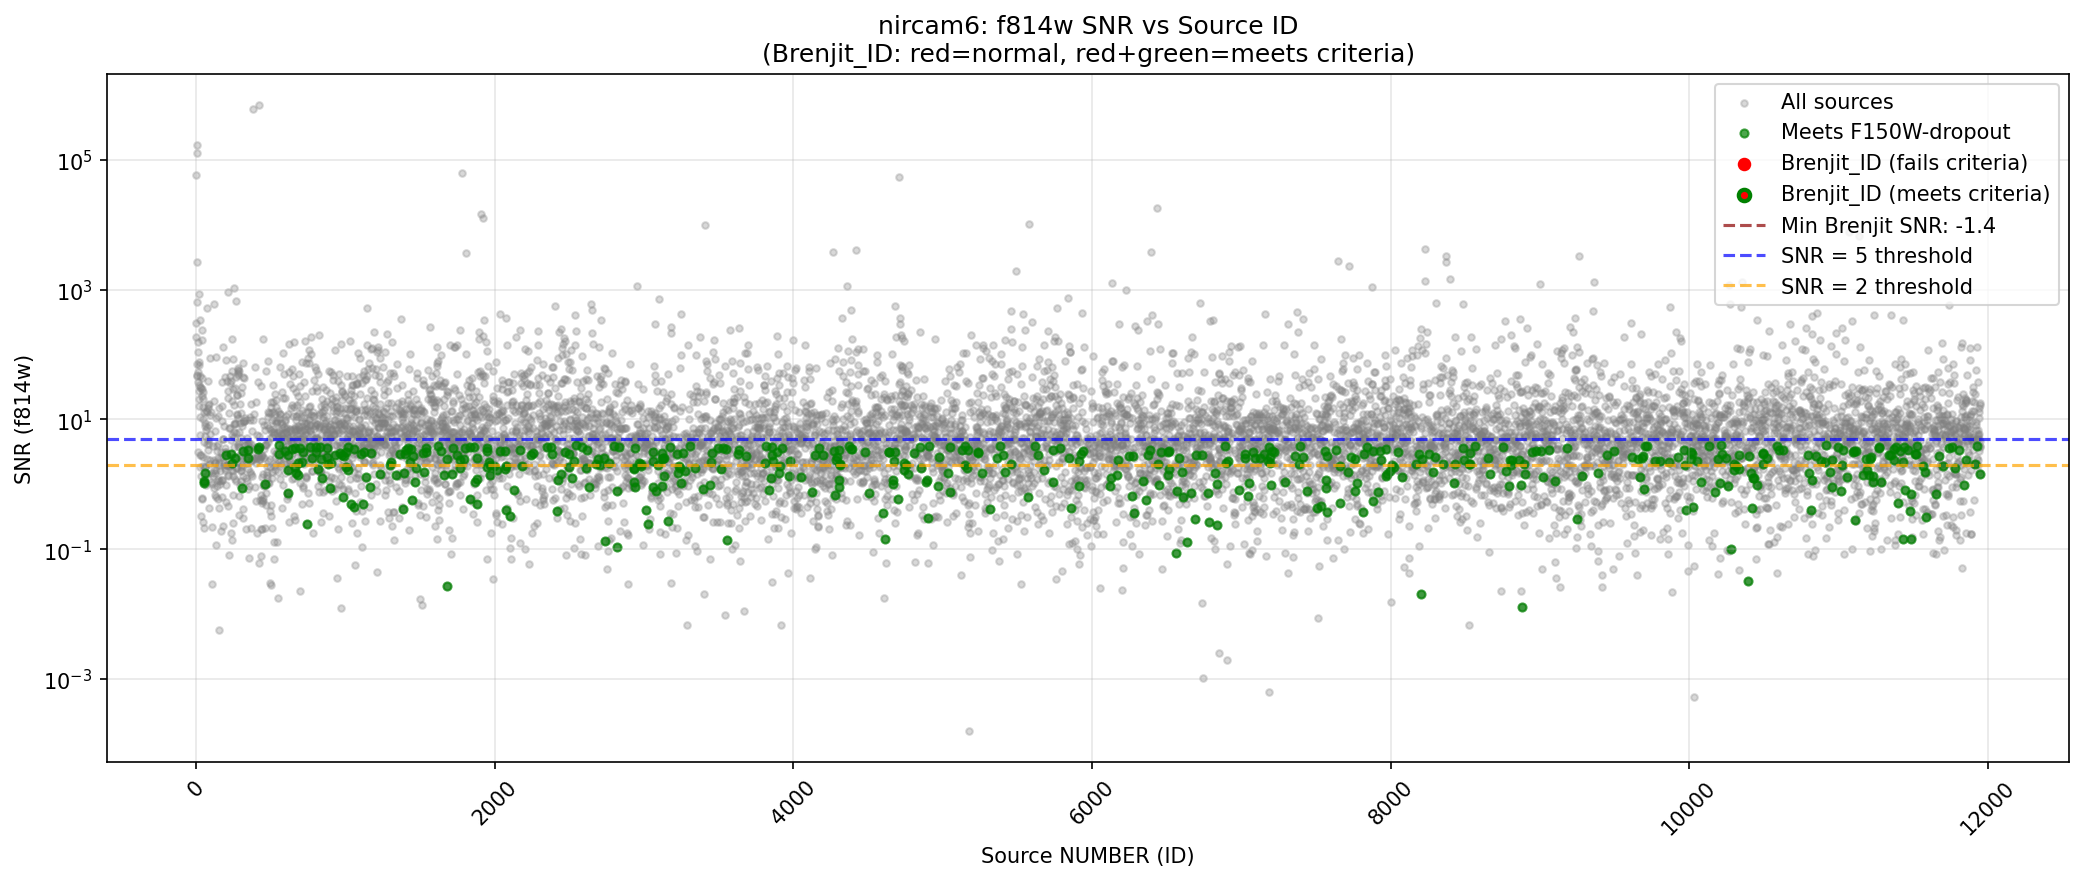 nircam6: f814w SNR vs Source ID
(Brenjit_ID: red=normal, red+green=meets criteria)
All sources
Meets F150W-dropout
Brenjit_ID (fails criteria)
Brenjit_ID (meets criteria)
Min Brenjit SNR: -1.4
SNR = 5 threshold
SNR = 2 threshold
SNR (f814w)
10⁵
10³
10¹
10⁻¹
10⁻³
0
2000
4000
6000
8000
10000
12000
Source NUMBER (ID)